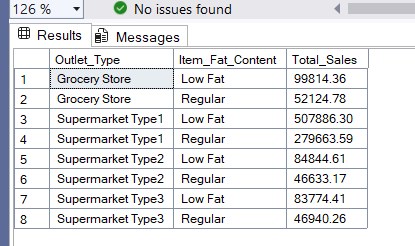 126 % No issues found
Results Messages
Outlet_Type Item_Fat_Content Total_Sales
1 Grocery Store Low Fat 99814.36
2 Grocery Store Regular 52124.78
3 Supermarket Type1 Low Fat 507886.30
4 Supermarket Type1 Regular 279663.59
5 Supermarket Type2 Low Fat 84844.61
6 Supermarket Type2 Regular 46633.17
7 Supermarket Type3 Low Fat 83774.41
8 Supermarket Type3 Regular 46940.26